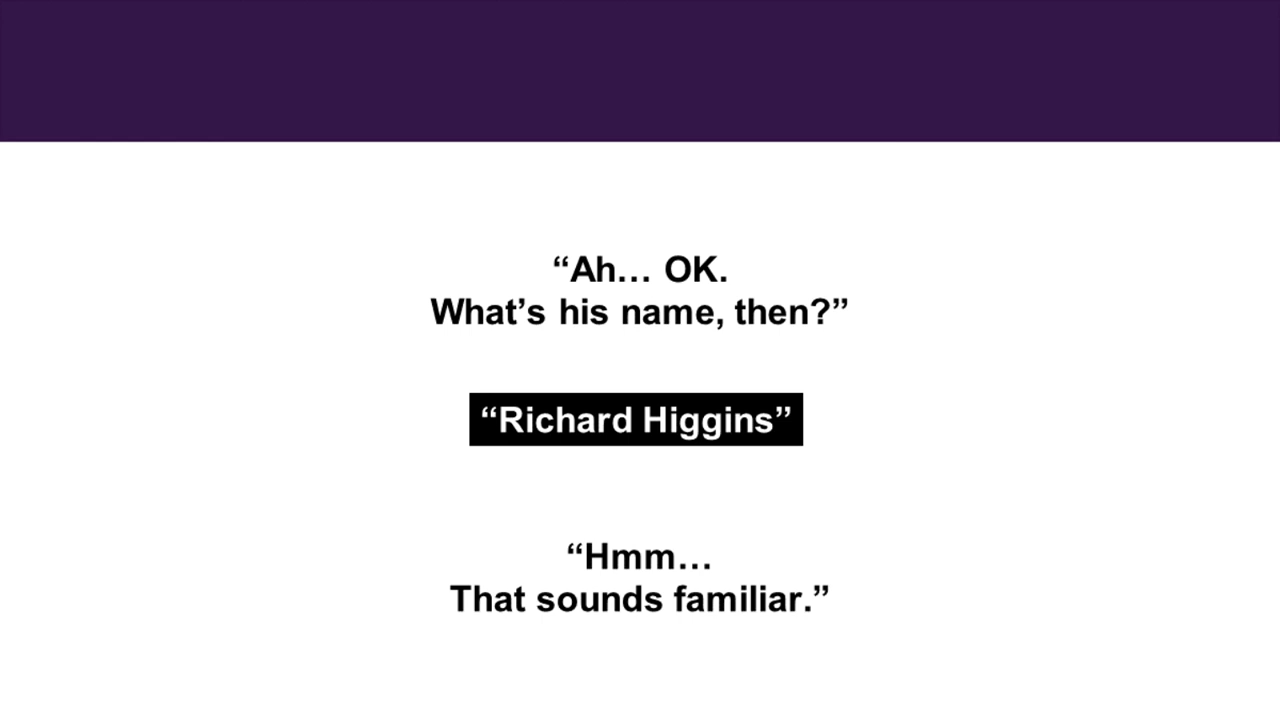 “Ah… OK.
What’s his name, then?”
“Richard Higgins”
“Hmm…
That sounds familiar.”